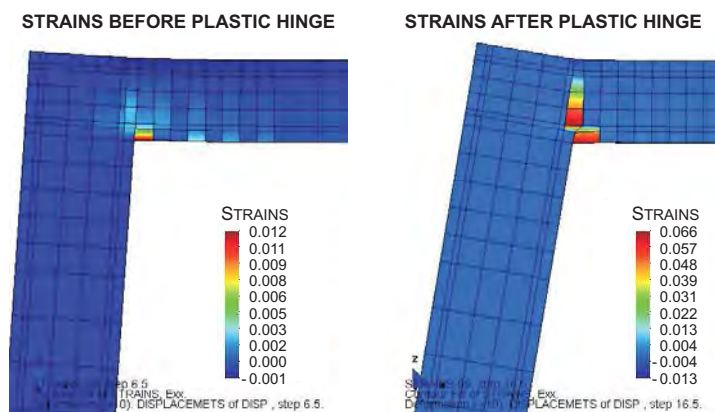 STRAINS BEFORE PLASTIC HINGE
STRAINS
0.012
0.011
0.009
0.008
0.006
0.005
0.003
0.002
0.000
-0.001
step 6.5
STRAINS, Exx.
DISPLACEMETS of DISP , step 6.5.
STRAINS AFTER PLASTIC HINGE
STRAINS
0.066
0.057
0.048
0.039
0.031
0.022
0.013
0.004
-0.004
-0.013
z
Exx.
DISPLACEMETS of DISP , step 16.5.